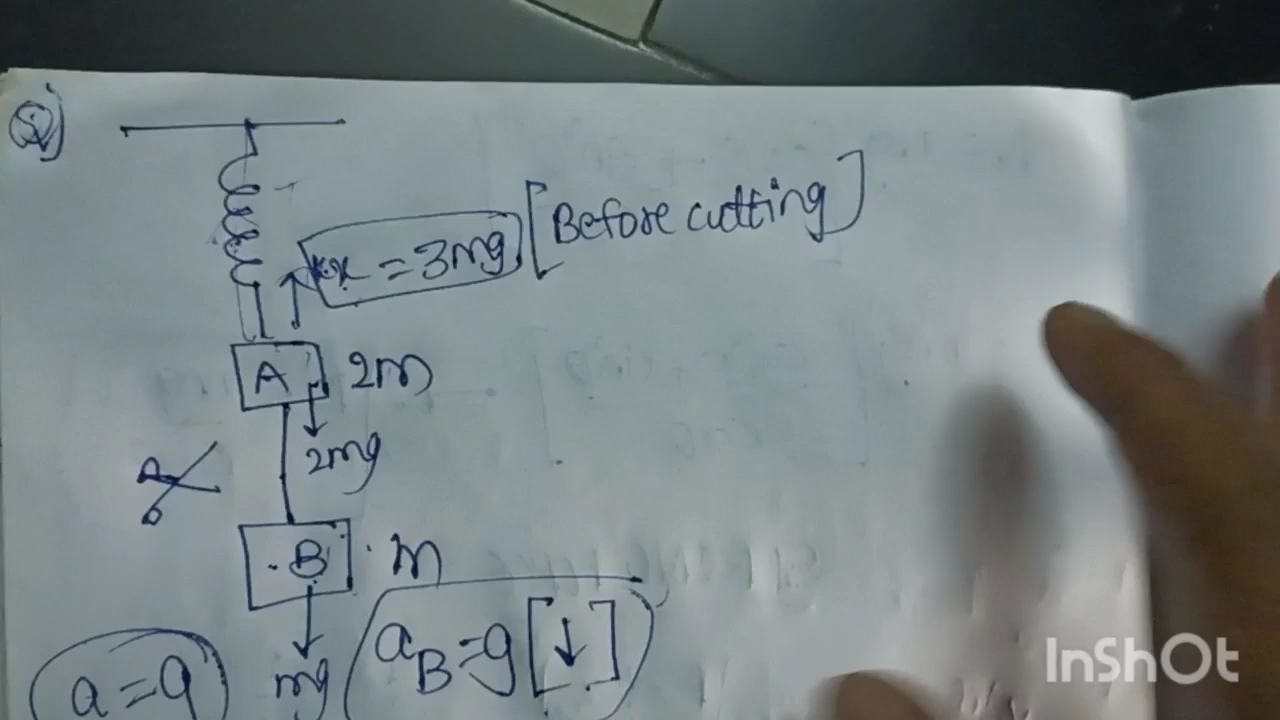 Q)
kx = 3mg [Before cutting]
A 2m
2mg
B m
mg
a_B = g [↓]
a = g
InShOt